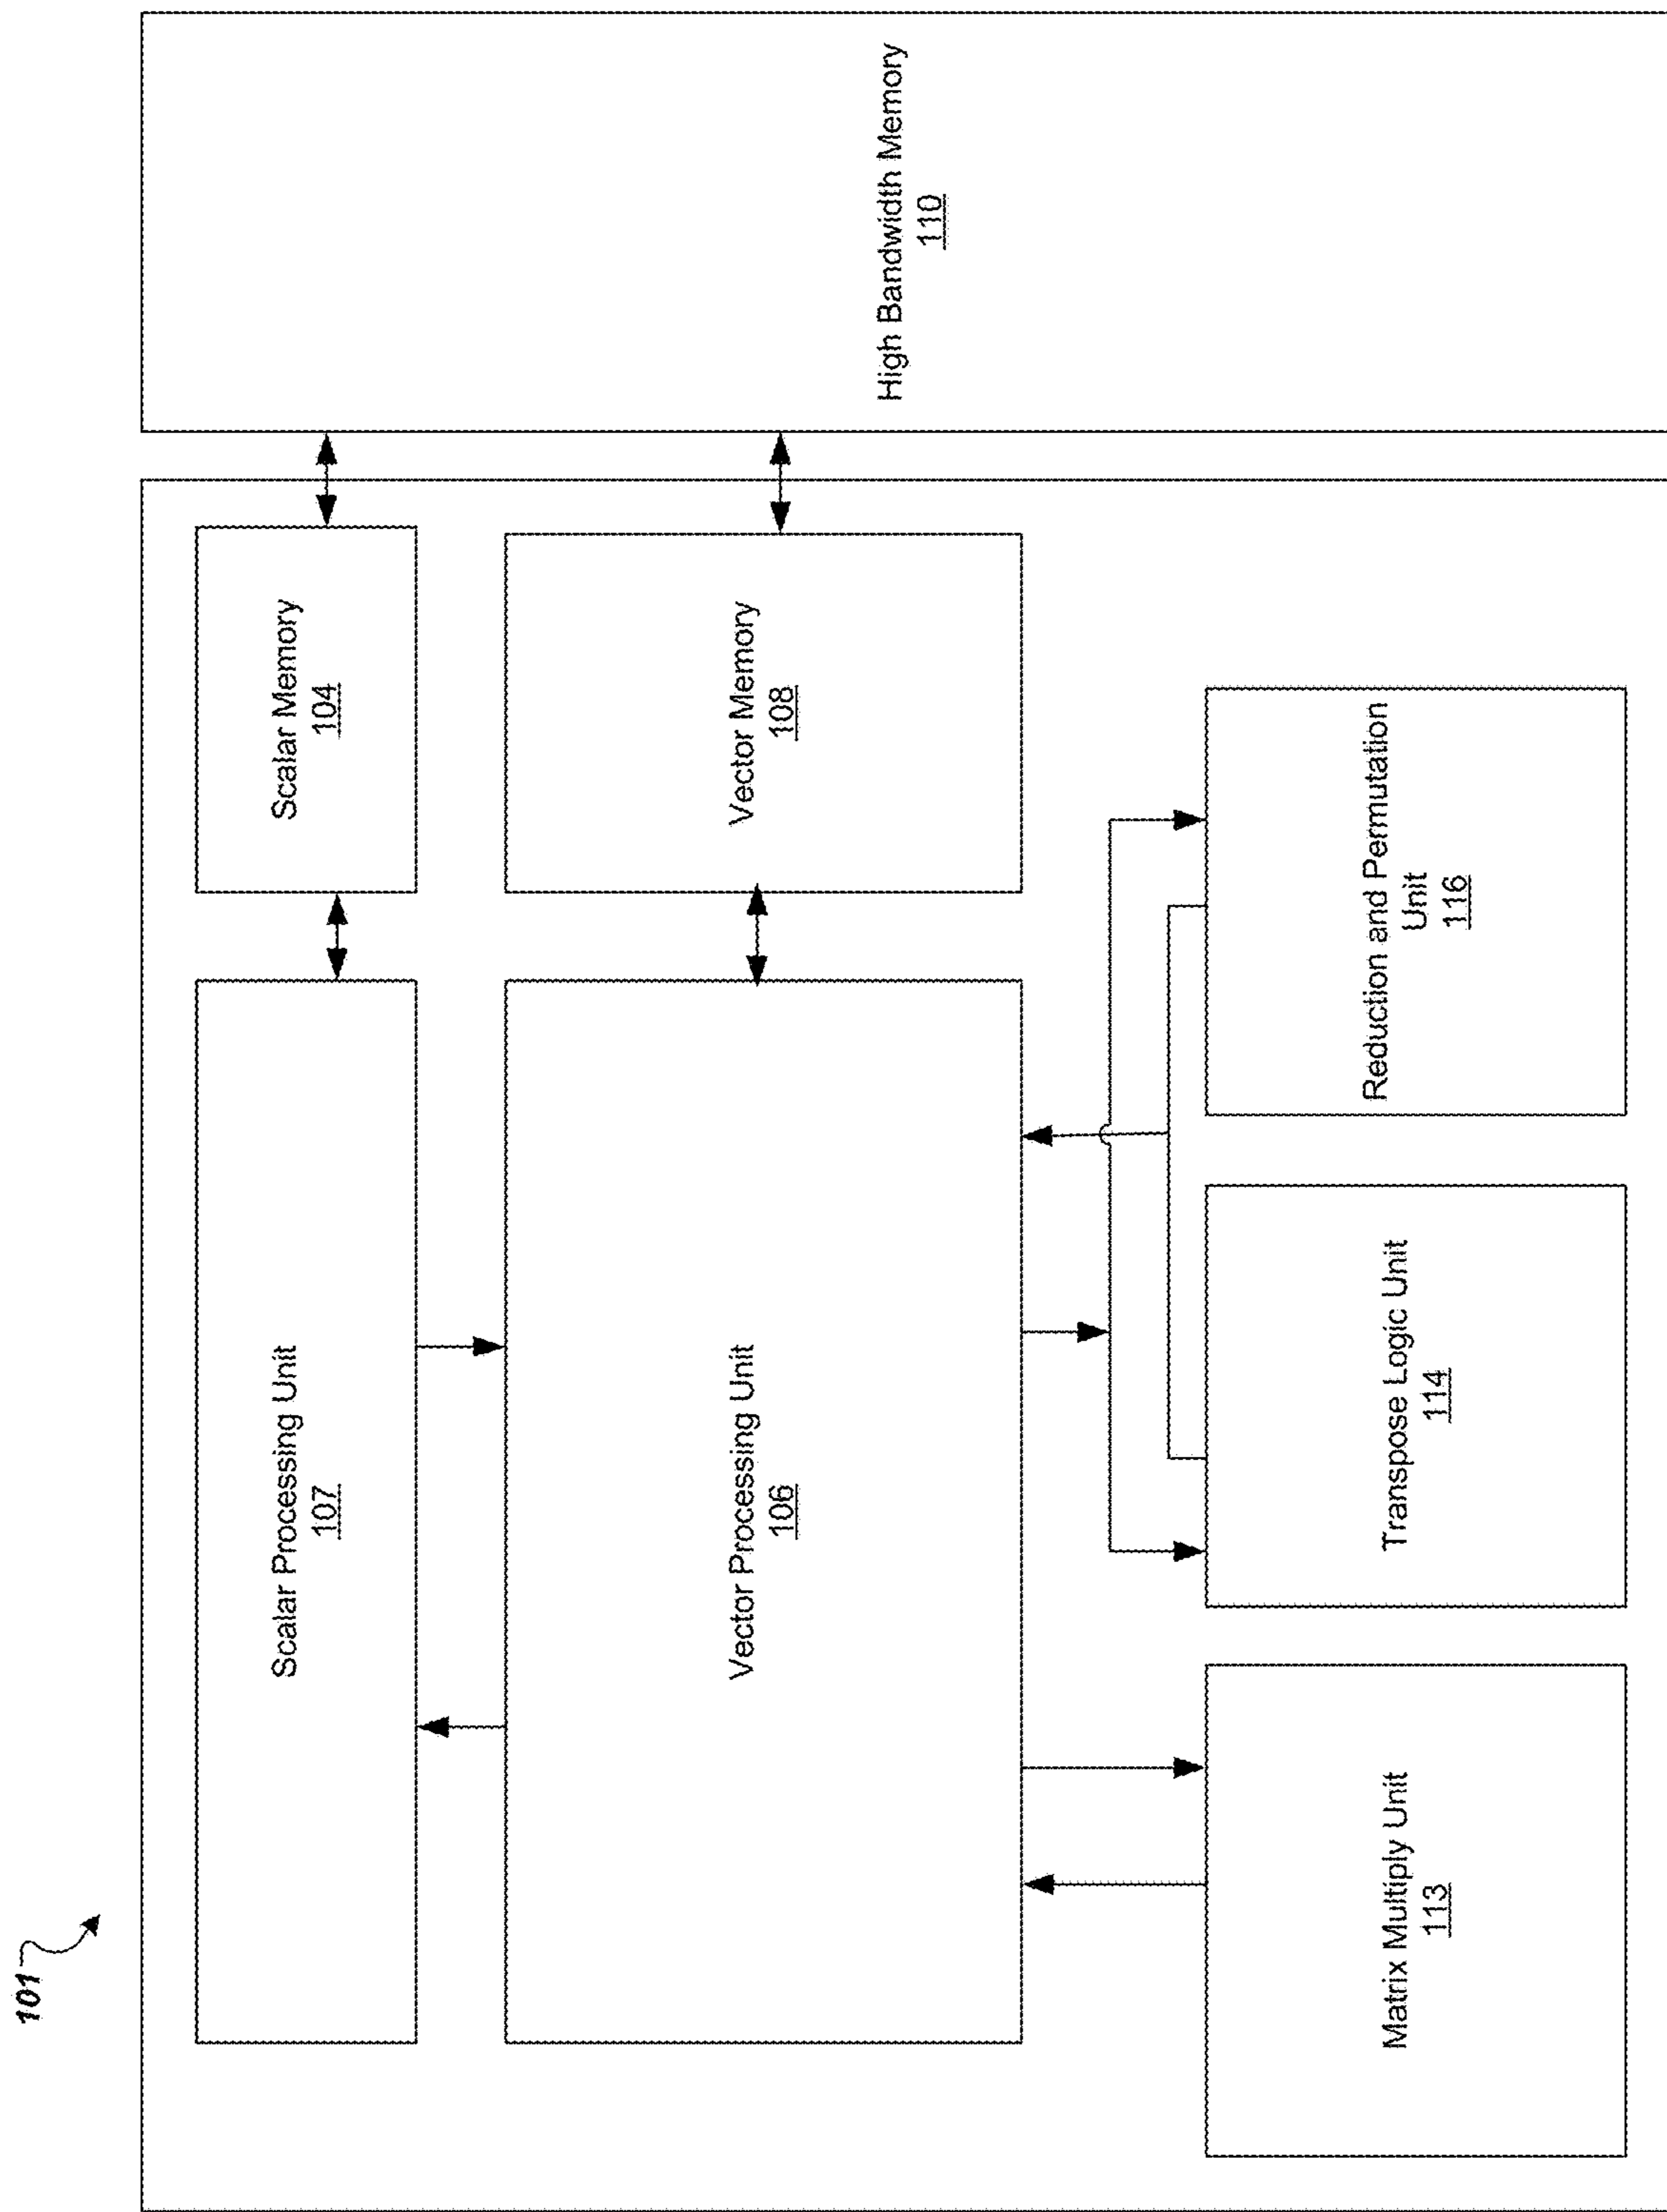 101
Scalar Processing Unit
107
Scalar Memory
104
Vector Processing Unit
106
Vector Memory
108
High Bandwidth Memory
110
Matrix Multiply Unit
113
Transpose Logic Unit
114
Reduction and Permutation
Unit
116